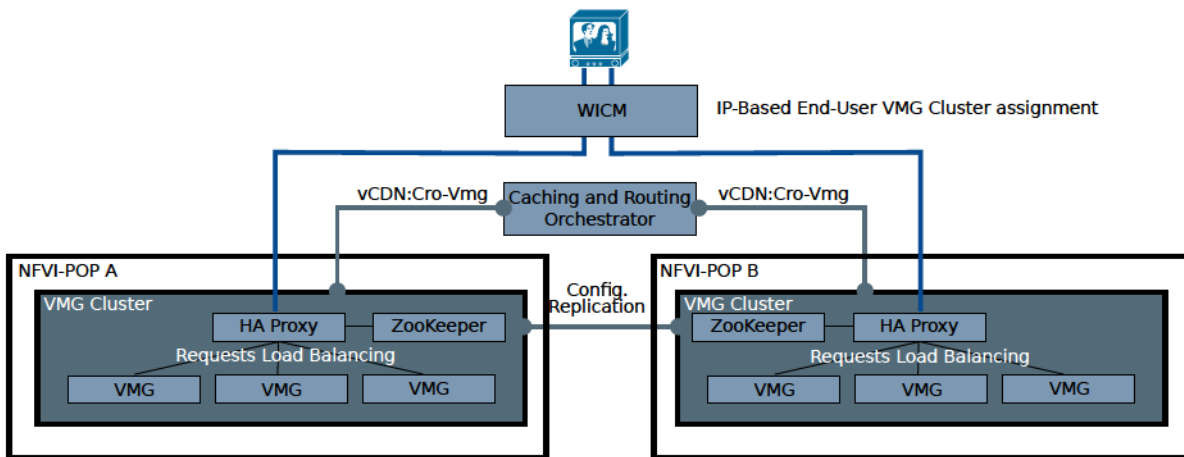 WICM
IP-Based End-User VMG Cluster assignment
vCDN:Cro-Vmg
Caching and Routing
Orchestrator
vCDN:Cro-Vmg
NFVI-POP A
VMG Cluster
HA Proxy
ZooKeeper
Requests Load Balancing
VMG
VMG
VMG
Config.
Replication
NFVI-POP B
VMG Cluster
ZooKeeper
HA Proxy
Requests Load Balancing
VMG
VMG
VMG